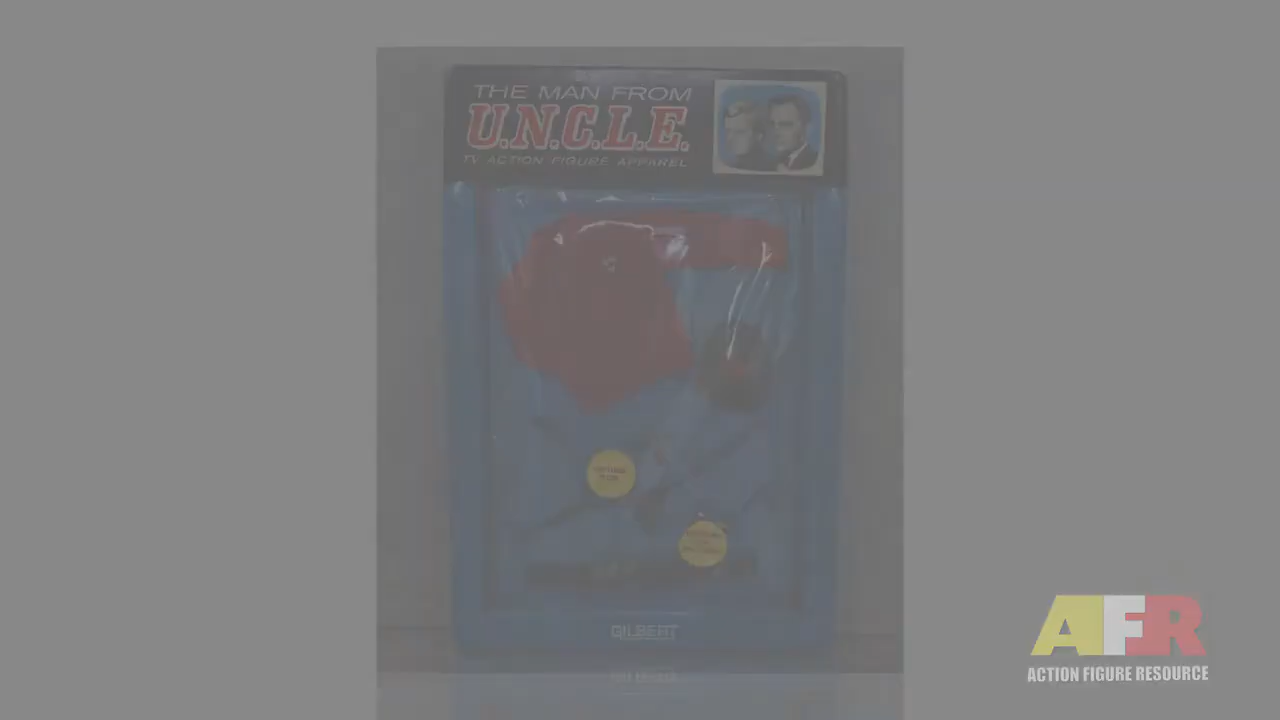 THE MAN FROM
U.N.C.L.E.
TV ACTION FIGURE APPAREL
GILBERT
AFR
ACTION FIGURE RESOURCE